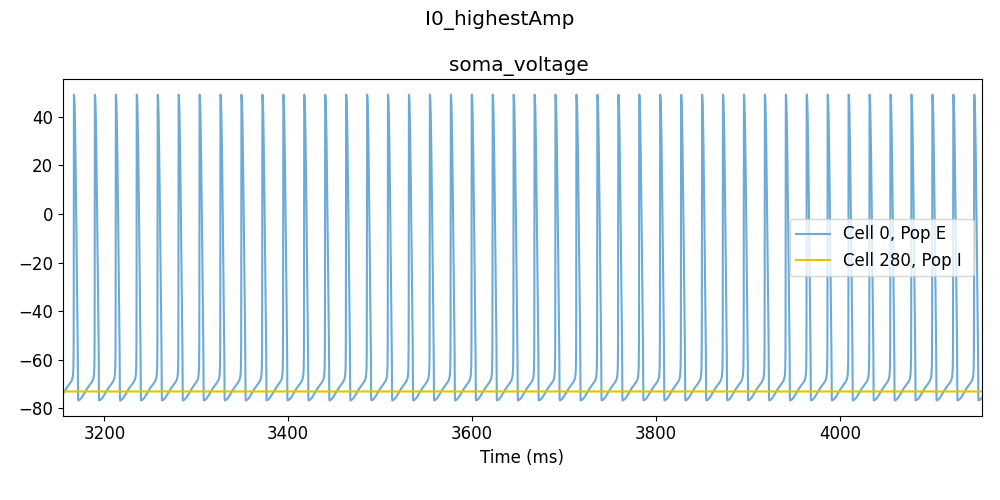 I0_highestAmp
soma_voltage
40
20
0
−20
−40
−60
−80
Cell 0, Pop E
Cell 280, Pop I
3200 3400 3600 3800 4000
Time (ms)